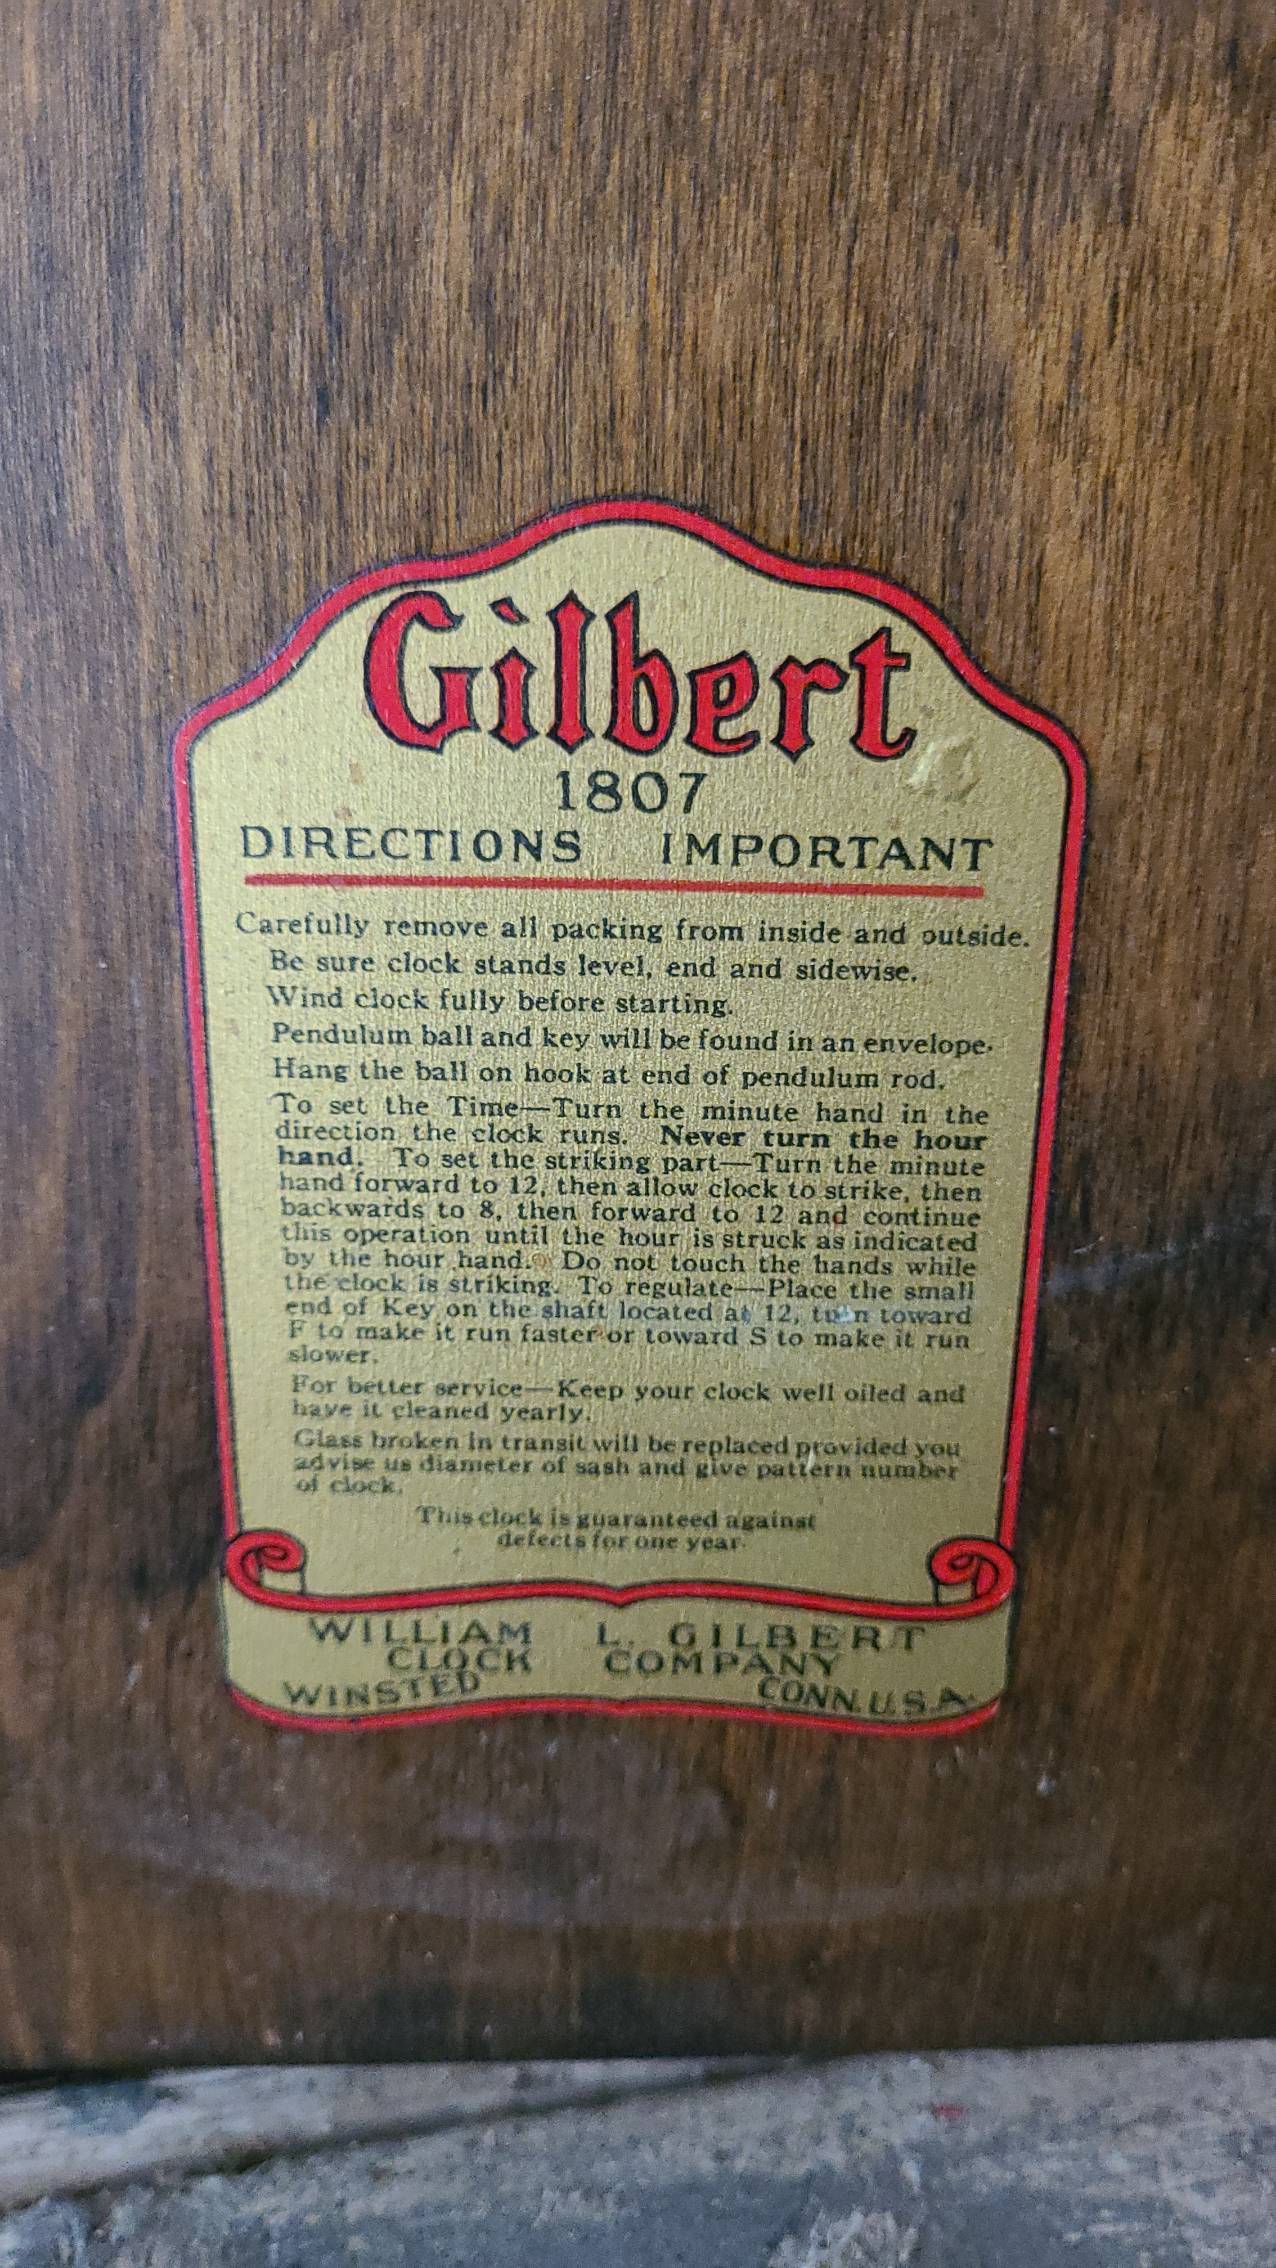 Gilbert
1807
DIRECTIONS IMPORTANT
Carefully remove all packing from inside and outside.
Be sure clock stands level, end and sidewise.
Wind clock fully before starting.
Pendulum ball and key will be found in an envelope.
Hang the ball on hook at end of pendulum rod.
To set the Time—Turn the minute hand in the
direction the clock runs. Never turn the hour
hand. To set the striking part—Turn the minute
hand forward to 12, then allow clock to strike, then
backwards to 8, then forward to 12 and continue
this operation until the hour is struck as indicated
by the hour hand. Do not touch the hands while
the clock is striking. To regulate—Place the small
end of Key on the shaft located at 12, turn toward
F to make it run faster or toward S to make it run
slower.
For better service—Keep your clock well oiled and
have it cleaned yearly.
Glass broken in transit will be replaced provided you
advise us diameter of sash and give pattern number
of clock.
This clock is guaranteed against
defects for one year.
WILLIAM L. GILBERT
CLOCK COMPANY
WINSTED CONN. U.S.A.